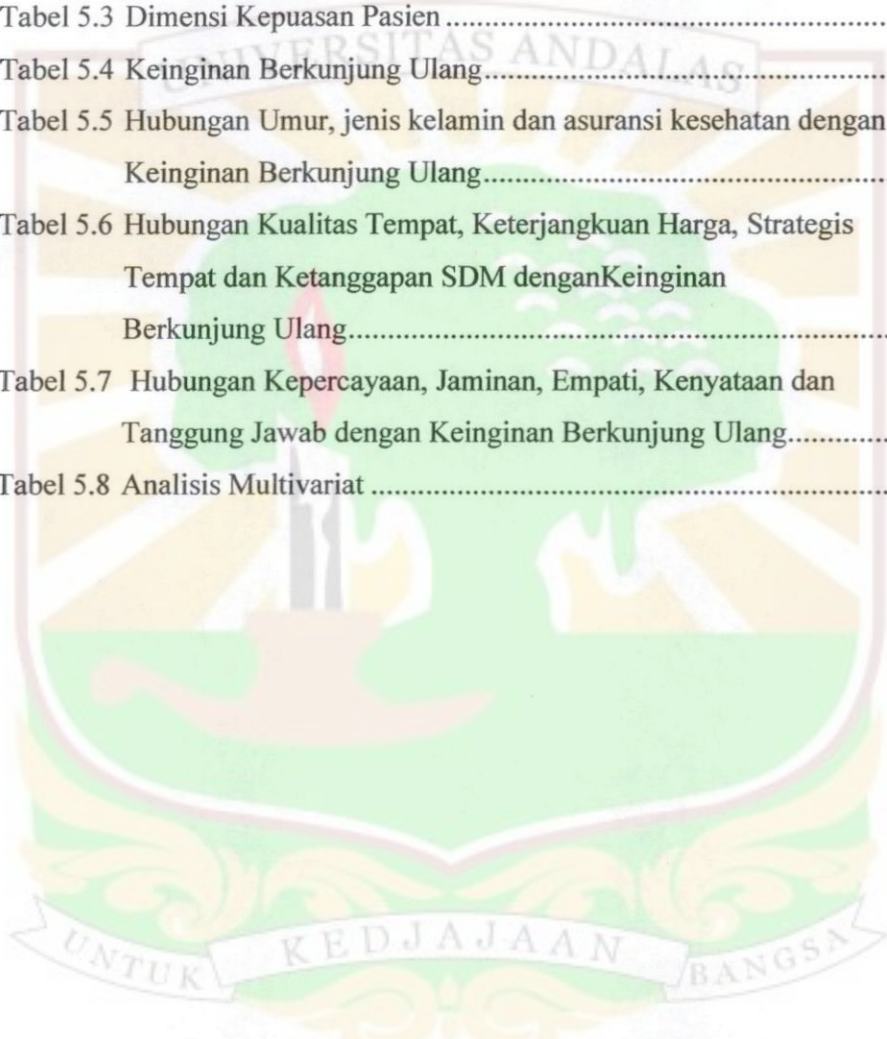 Tabel 5.3 Dimensi Kepuasan Pasien ........................................................................
UNIVERSITAS ANDALAS
Tabel 5.4 Keinginan Berkunjung Ulang..................................................................
Tabel 5.5 Hubungan Umur, jenis kelamin dan asuransi kesehatan dengan
Keinginan Berkunjung Ulang..................................................................
Tabel 5.6 Hubungan Kualitas Tempat, Keterjangkuan Harga, Strategis
Tempat dan Ketanggapan SDM denganKeinginan
Berkunjung Ulang........................................................................................
Tabel 5.7 Hubungan Kepercayaan, Jaminan, Empati, Kenyataan dan
Tanggung Jawab dengan Keinginan Berkunjung Ulang..............
Tabel 5.8 Analisis Multivariat ....................................................................................
UNTUK KEDJAJAAN BANGSA